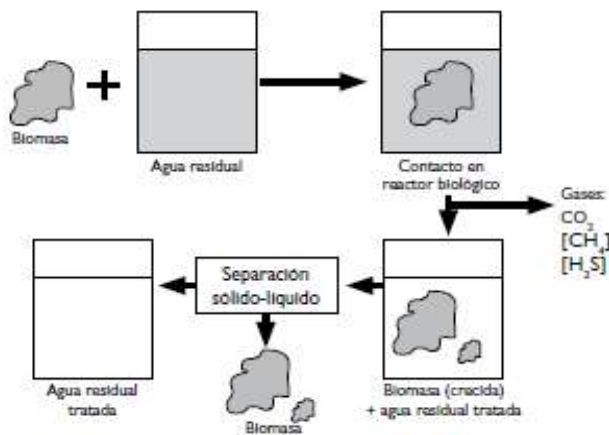 +
Biomasa
Agua residual
Contacto en
reactor biológico
Gases:
CO₂
[CH₄]
[H₂S]
Separación
sólido-líquido
Agua residual
tratada
Biomasa
Biomasa (crecida)
+ agua residual tratada